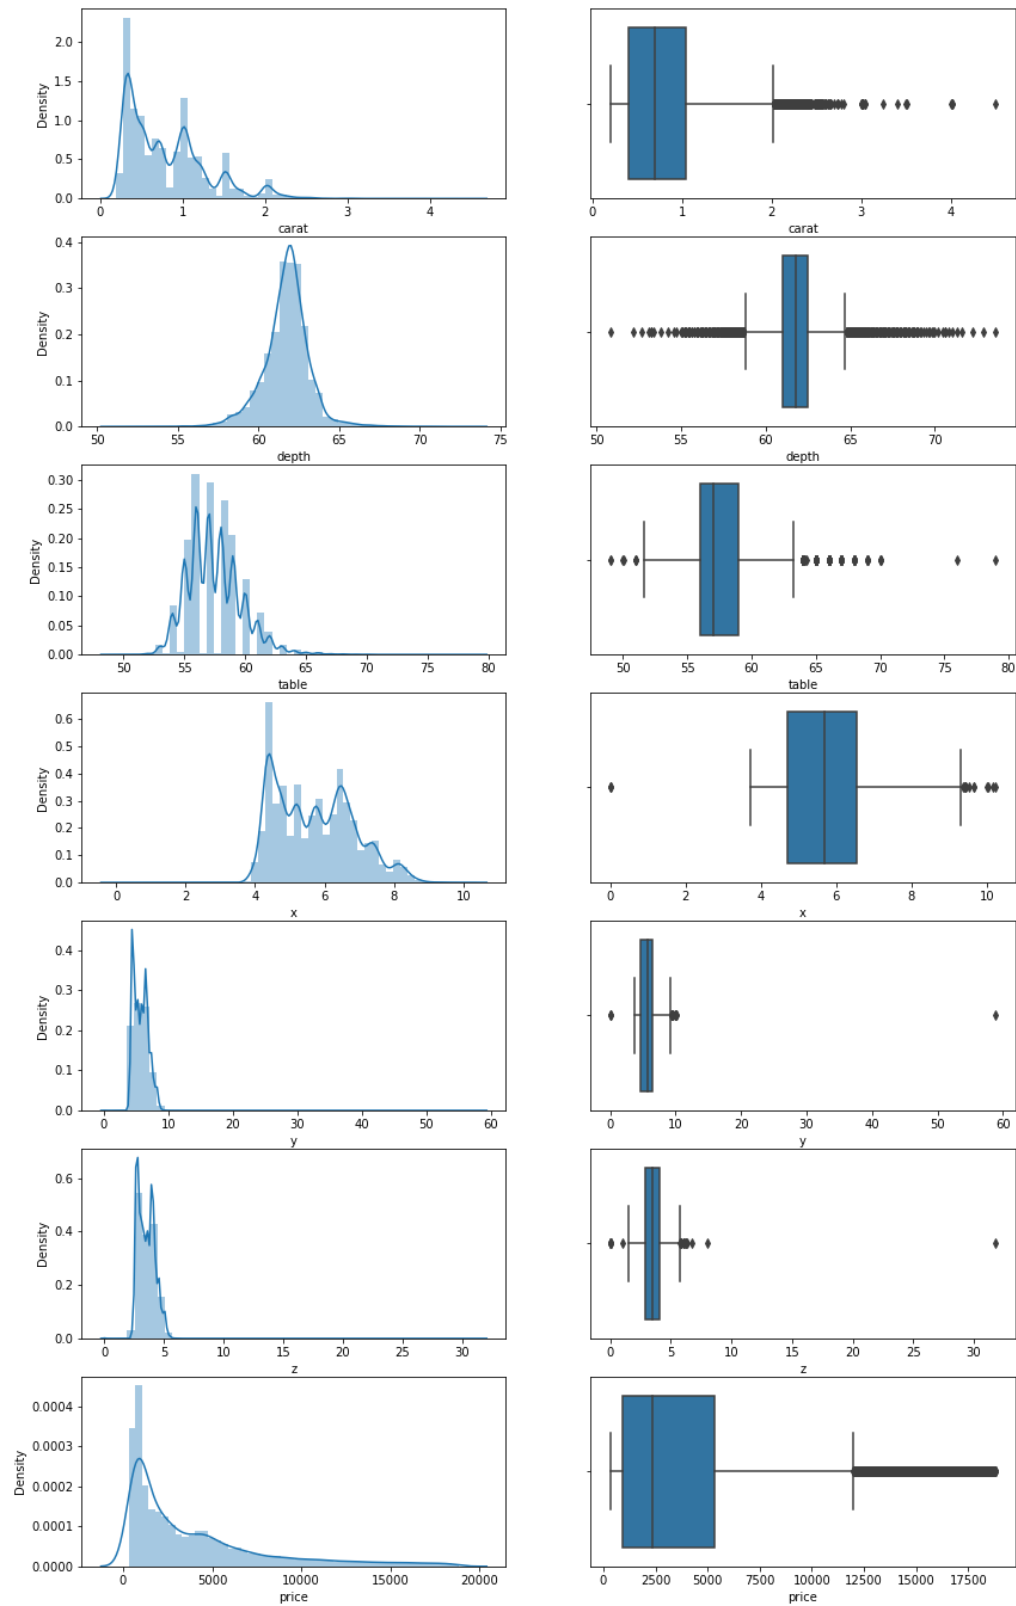 2.0
1.5
1.0
0.5
0.0
Density
0 1 2 3 4
carat
0 1 2 3 4
carat
0.4
0.3
0.2
0.1
0.0
Density
50 55 60 65 70 75
depth
50 55 60 65 70
depth
0.30
0.25
0.20
0.15
0.10
0.05
0.00
Density
50 55 60 65 70 75 80
table
50 55 60 65 70 75 80
table
0.6
0.5
0.4
0.3
0.2
0.1
0.0
Density
0 2 4 6 8 10
x
0 2 4 6 8 10
x
0.4
0.3
0.2
0.1
0.0
Density
0 10 20 30 40 50 60
y
0 10 20 30 40 50 60
y
0.6
0.4
0.2
0.0
Density
0 5 10 15 20 25 30
z
0 5 10 15 20 25 30
z
0.0004
0.0003
0.0002
0.0001
0.0000
Density
0 5000 10000 15000 20000
price
0 2500 5000 7500 10000 12500 15000 17500
price